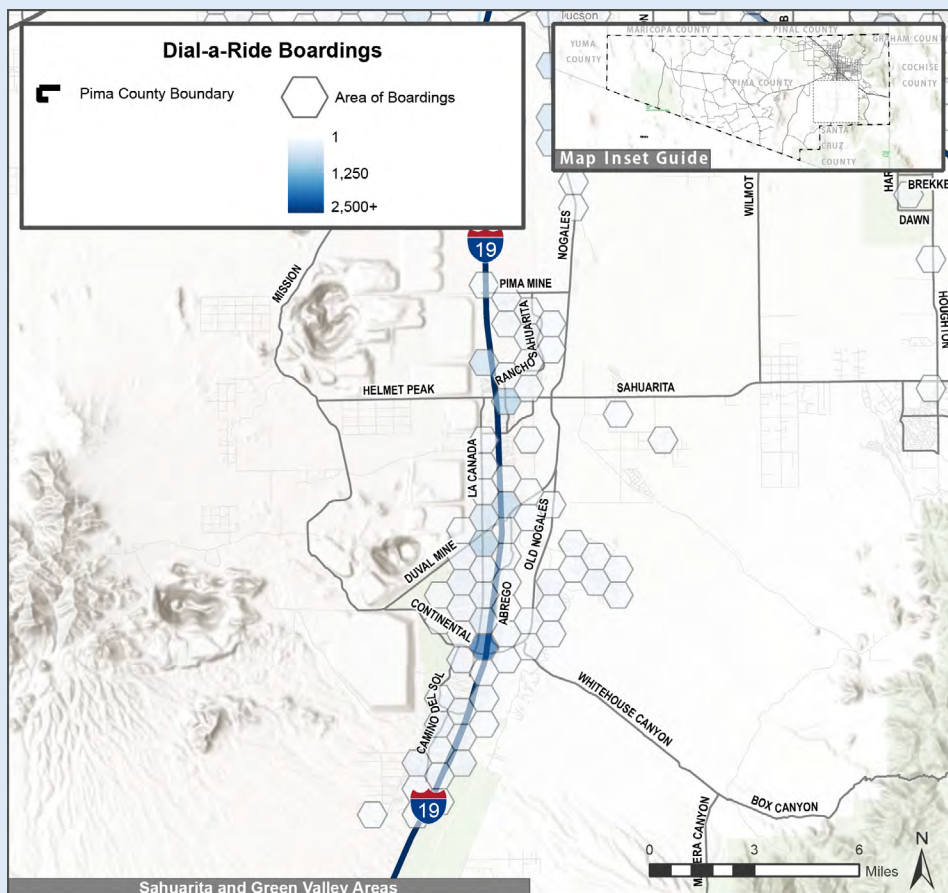 Tucson
Dial-a-Ride Boardings
Pima County Boundary
Area of Boardings
1
1,250
2,500+
MARICOPA COUNTY
PINAL COUNTY
GRAHAM COUNTY
YUMA
COUNTY
COCHISE
COUNTY
PIMA COUNTY
SANTA
CRUZ
COUNTY
Map Inset Guide
19
MISSION
PIMA MINE
NOGALES
WILMOT
BREKKE
DAWN
HOUGHTON
RANCHO SAHUARITA
HELMET PEAK
SAHUARITA
LA CANADA
OLD NOGALES
DUVAL MINE
ABREGO
CONTINENTAL
CAMINO DEL SOL
WHITEHOUSE CANYON
BOX CANYON
19
0
3
6
Miles
N
Sahuarita and Green Valley Areas